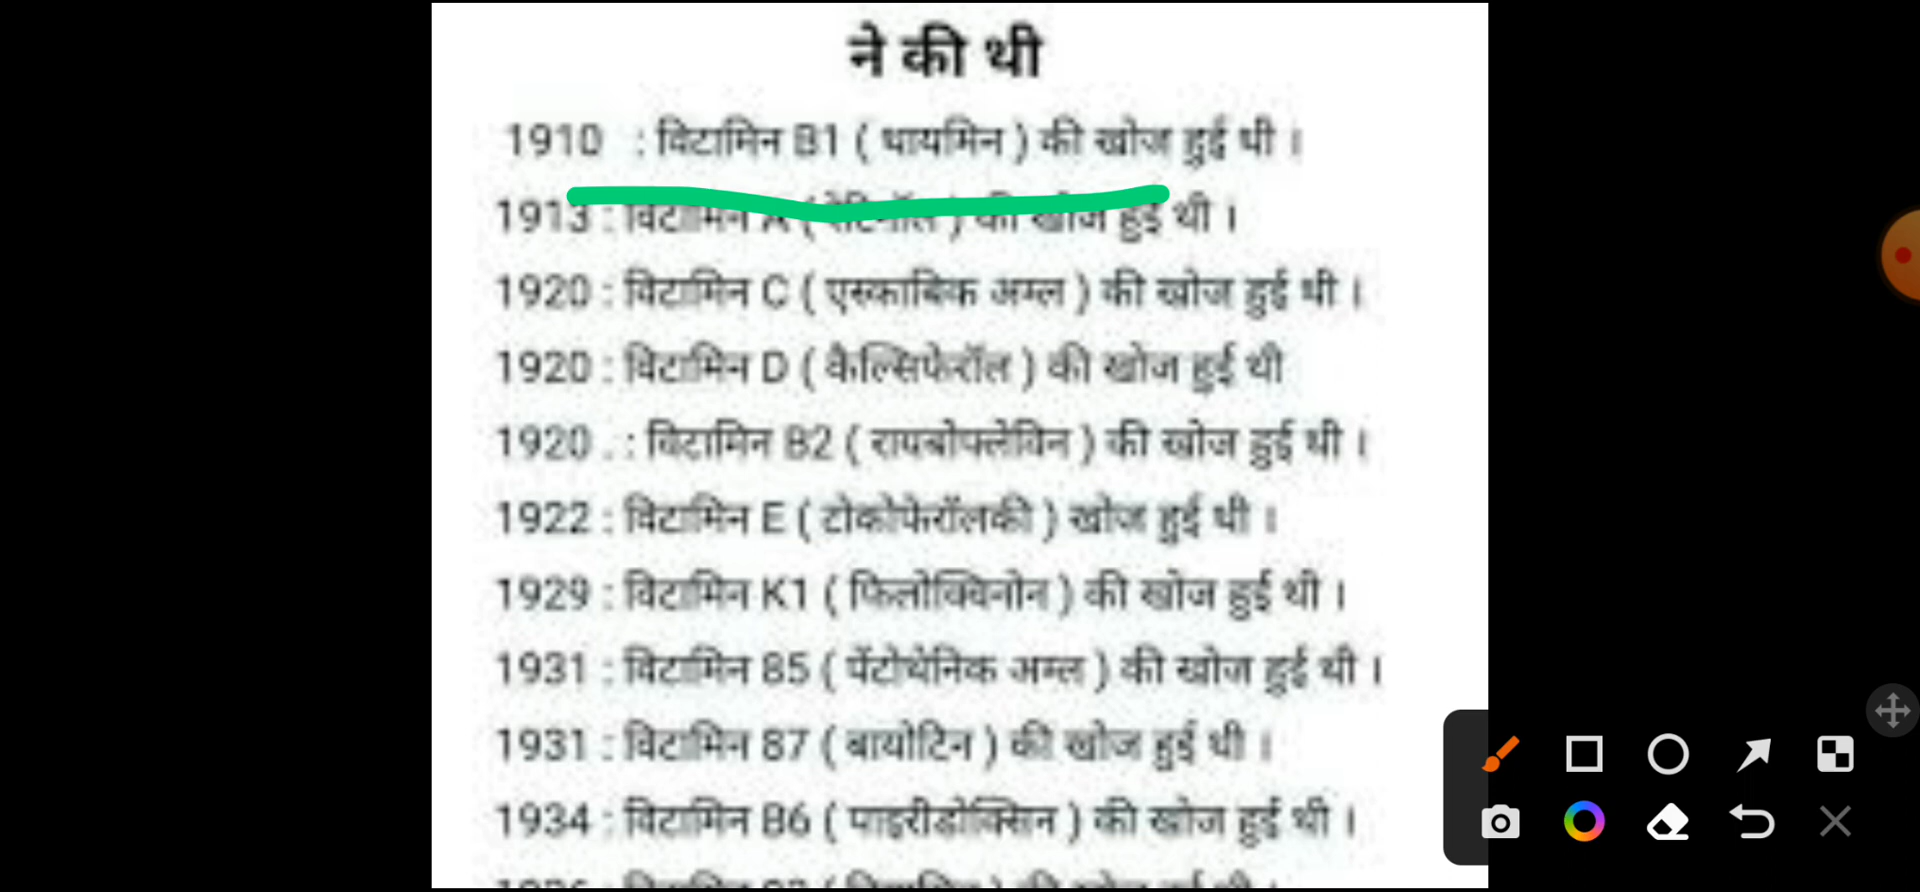 ने की थी
1910 : विटामिन B1 ( थायमिन ) की खोज हुई थी ।
1913 : विटामिन A ( रेटिनॉल ) की खोज हुई थी ।
1920 : विटामिन C ( एस्काबिक अम्ल ) की खोज हुई थी ।
1920 : विटामिन D ( कैल्सिफेरॉल ) की खोज हुई थी
1920 . : विटामिन B2 ( रायबोफ्लेविन ) की खोज हुई थी ।
1922 : विटामिन E ( टोकोफेरॉलकी ) खोज हुई थी ।
1929 : विटामिन K1 ( फिलोक्विनोन ) की खोज हुई थी ।
1931 : विटामिन B5 ( पेंटोथेनिक अम्ल ) की खोज हुई थी ।
1931 : विटामिन B7 ( बायोटिन ) की खोज हुई थी ।
1934 : विटामिन B6 ( पाइरीडोक्सिन ) की खोज हुई थी ।